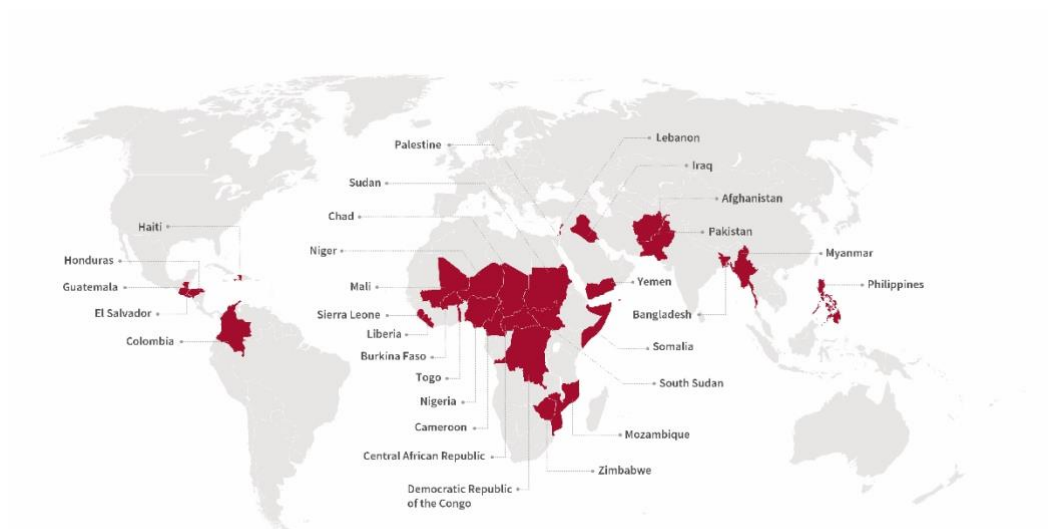 Palestine
Lebanon
Iraq
Sudan
Afghanistan
Chad
Haiti
Pakistan
Niger
Myanmar
Honduras
Yemen
Philippines
Guatemala
Mali
El Salvador
Sierra Leone
Bangladesh
Liberia
Colombia
Somalia
Burkina Faso
Togo
South Sudan
Nigeria
Cameroon
Mozambique
Central African Republic
Zimbabwe
Democratic Republic
of the Congo